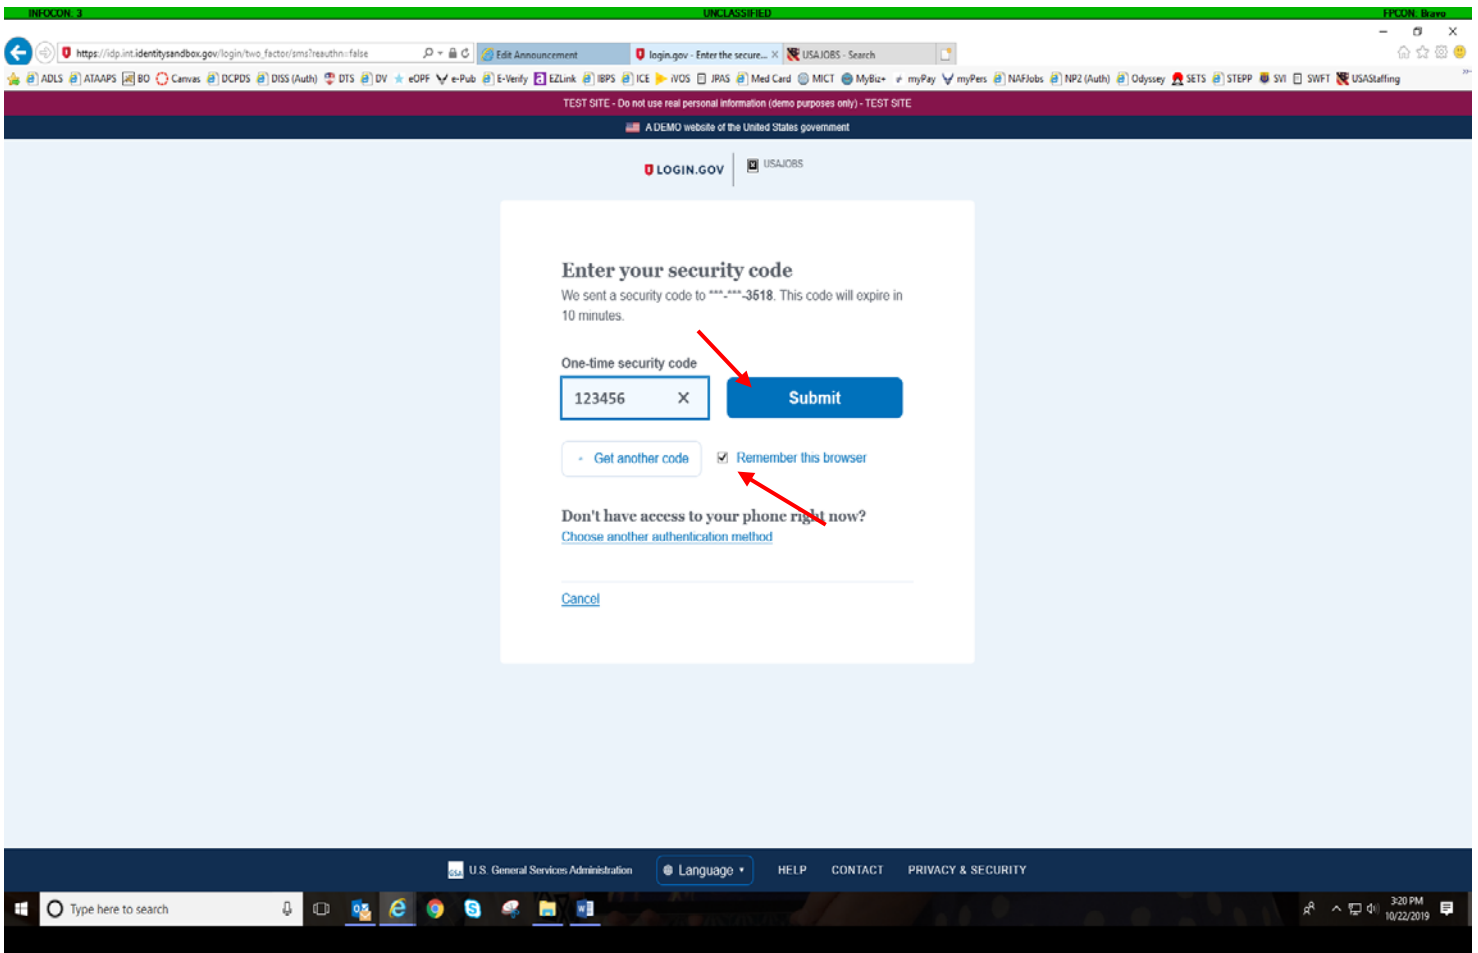 INFOCON: 3 UNCLASSIFIED FPCON: Bravo
https://idp.int.identitysandbox.gov/login/two_factor/sms?reauthn=false Edit Announcement login.gov - Enter the secure... USAJOBS - Search
ADLS ATAAPS BO Canvas DCPDS DISS (Auth) DTS DV eOPF e-Pub E-Verify EZLink IBPS ICE iVOS JPAS Med Card MICT MyBiz+ myPay myPers NAFJobs NP2 (Auth) Odyssey SETS STEPP SVI SWFT USAStaffing
TEST SITE - Do not use real personal information (demo purposes only) - TEST SITE
A DEMO website of the United States government
LOGIN.GOV USAJOBS
Enter your security code
We sent a security code to ***-***-3518. This code will expire in
10 minutes.
One-time security code
123456 Submit
Get another code Remember this browser
Don't have access to your phone right now?
Choose another authentication method
Cancel
GSA U.S. General Services Administration Language HELP CONTACT PRIVACY & SECURITY
Type here to search
3:20 PM
10/22/2019